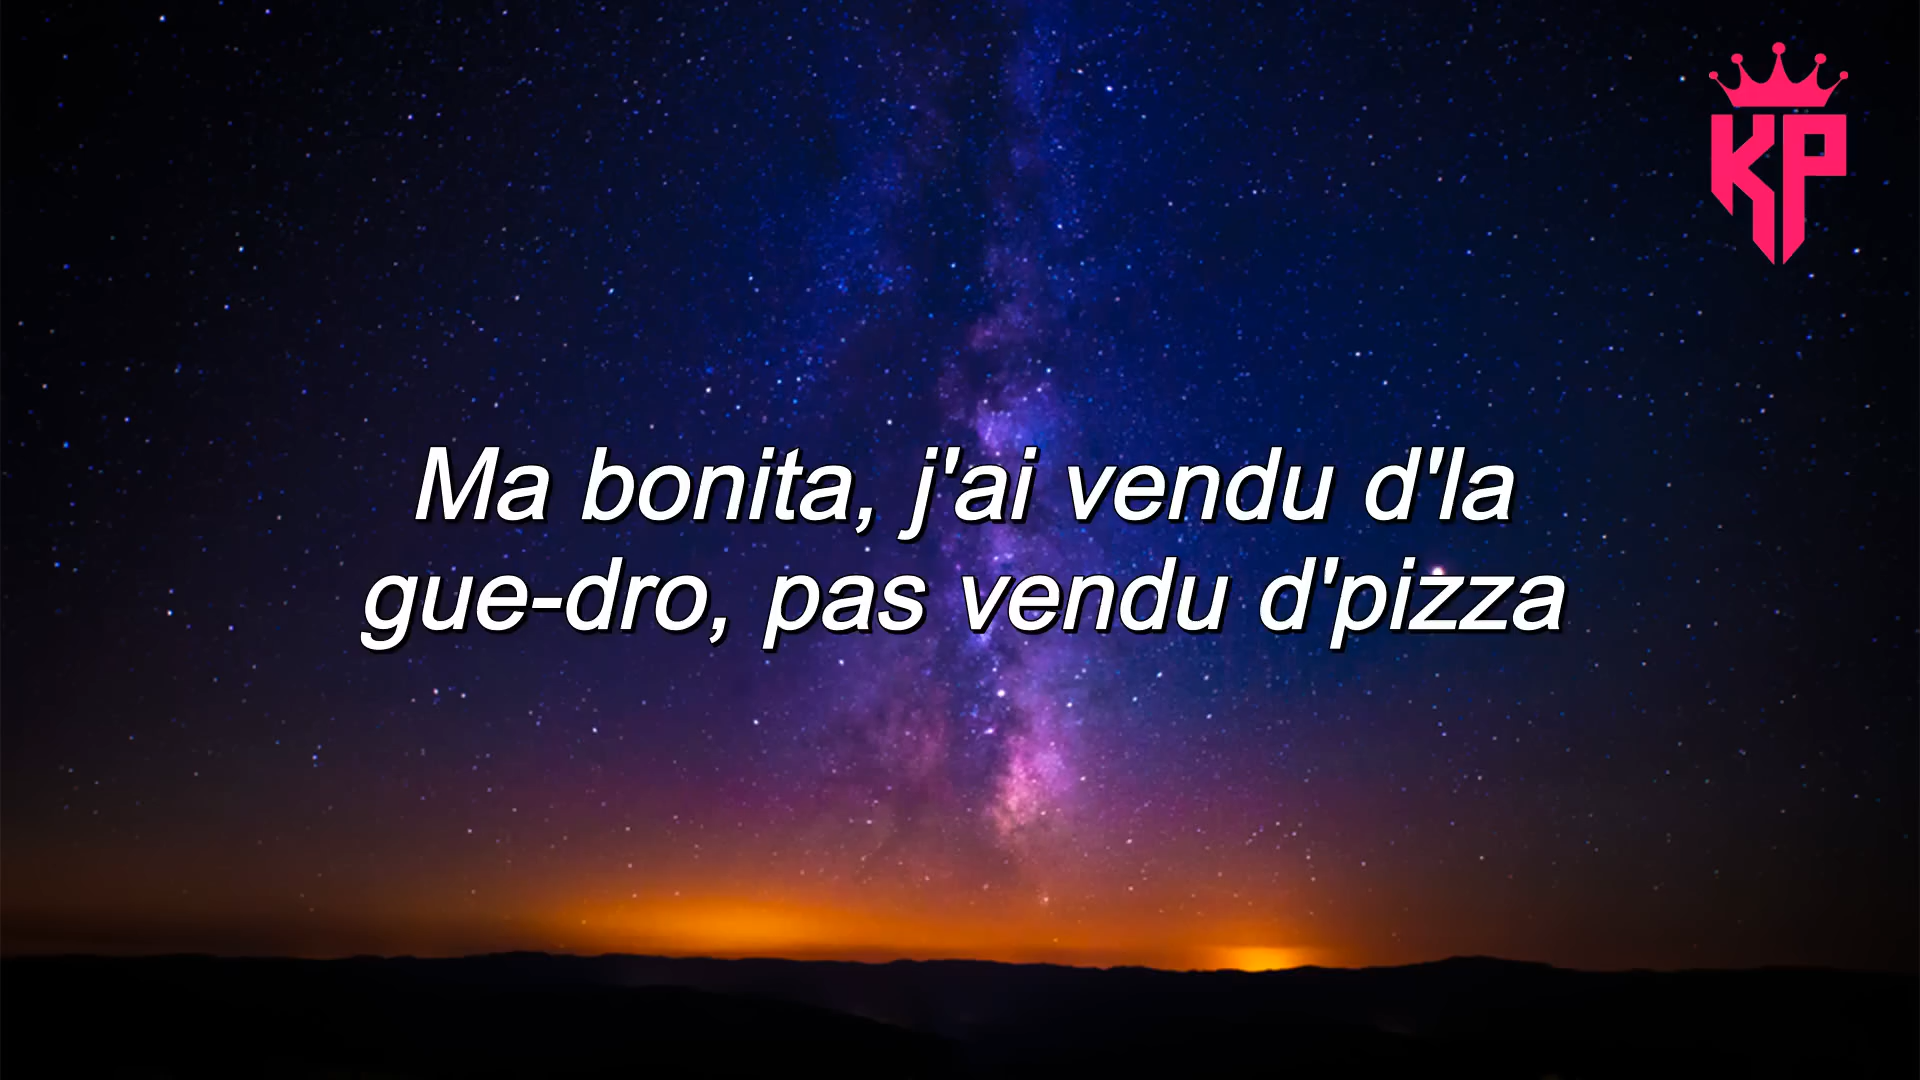 KP
Ma bonita, j'ai vendu d'la
gue-dro, pas vendu d'pizza